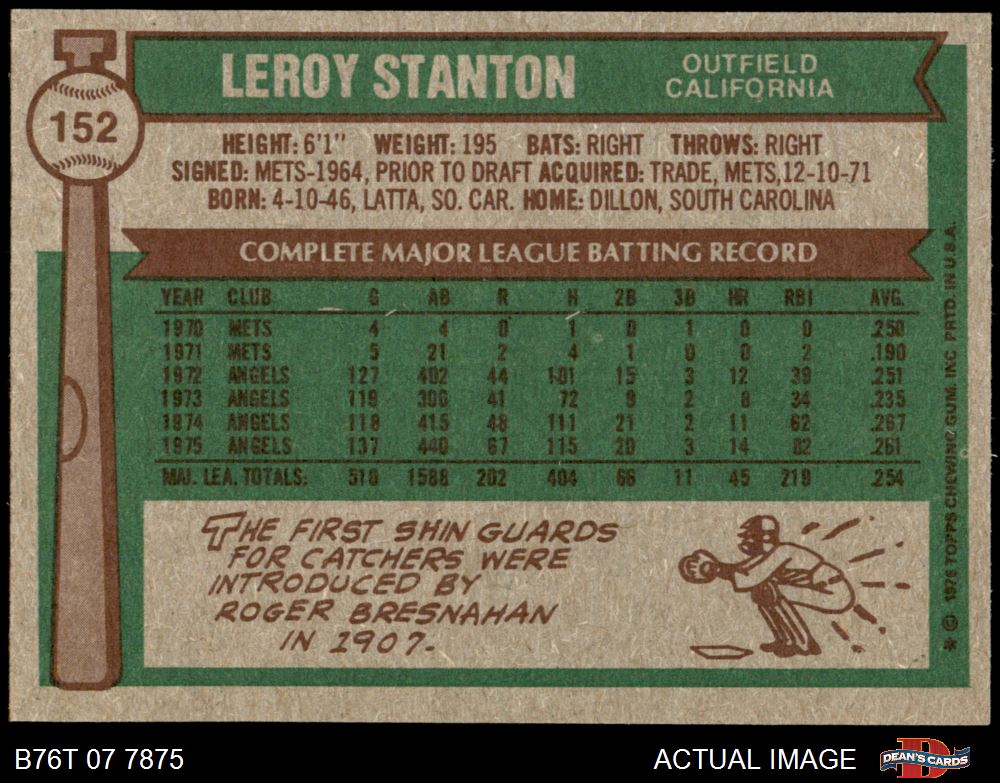 152
LEROY STANTON
OUTFIELD
CALIFORNIA
HEIGHT: 6'1" WEIGHT: 195 BATS: RIGHT THROWS: RIGHT
SIGNED: METS-1964, PRIOR TO DRAFT ACQUIRED: TRADE, METS,12-10-71
BORN: 4-10-46, LATTA, SO. CAR. HOME: DILLON, SOUTH CAROLINA
COMPLETE MAJOR LEAGUE BATTING RECORD
YEAR CLUB G AB R H 2B 3B HR RBI AVG.
1970 METS 4 4 0 1 0 1 0 0 .250
1971 METS 5 21 2 4 1 0 0 2 .190
1972 ANGELS 127 402 44 101 15 3 12 39 .251
1973 ANGELS 119 306 41 72 9 2 8 34 .235
1974 ANGELS 118 415 48 111 21 2 11 62 .267
1975 ANGELS 137 440 67 115 20 3 14 82 .261
MAJ. LEA. TOTALS: 510 1588 202 404 66 11 45 219 .254
THE FIRST SHIN GUARDS
FOR CATCHERS WERE
INTRODUCED BY
ROGER BRESNAHAN
IN 1907.
* © 1976 TOPPS CHEWING GUM, INC. PRTD. IN U.S.A.
B76T 07 7875
ACTUAL IMAGE
DEAN'S CARDS